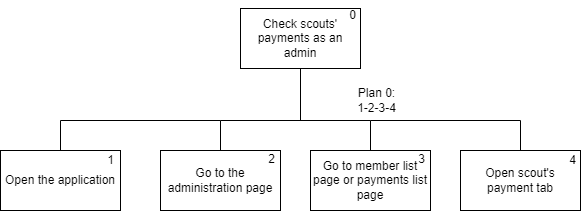 0
Check scouts'
payments as an
admin
Plan 0:
1-2-3-4
1
Open the application
2
Go to the
administration page
3
Go to member list
page or payments list
page
4
Open scout's
payment tab